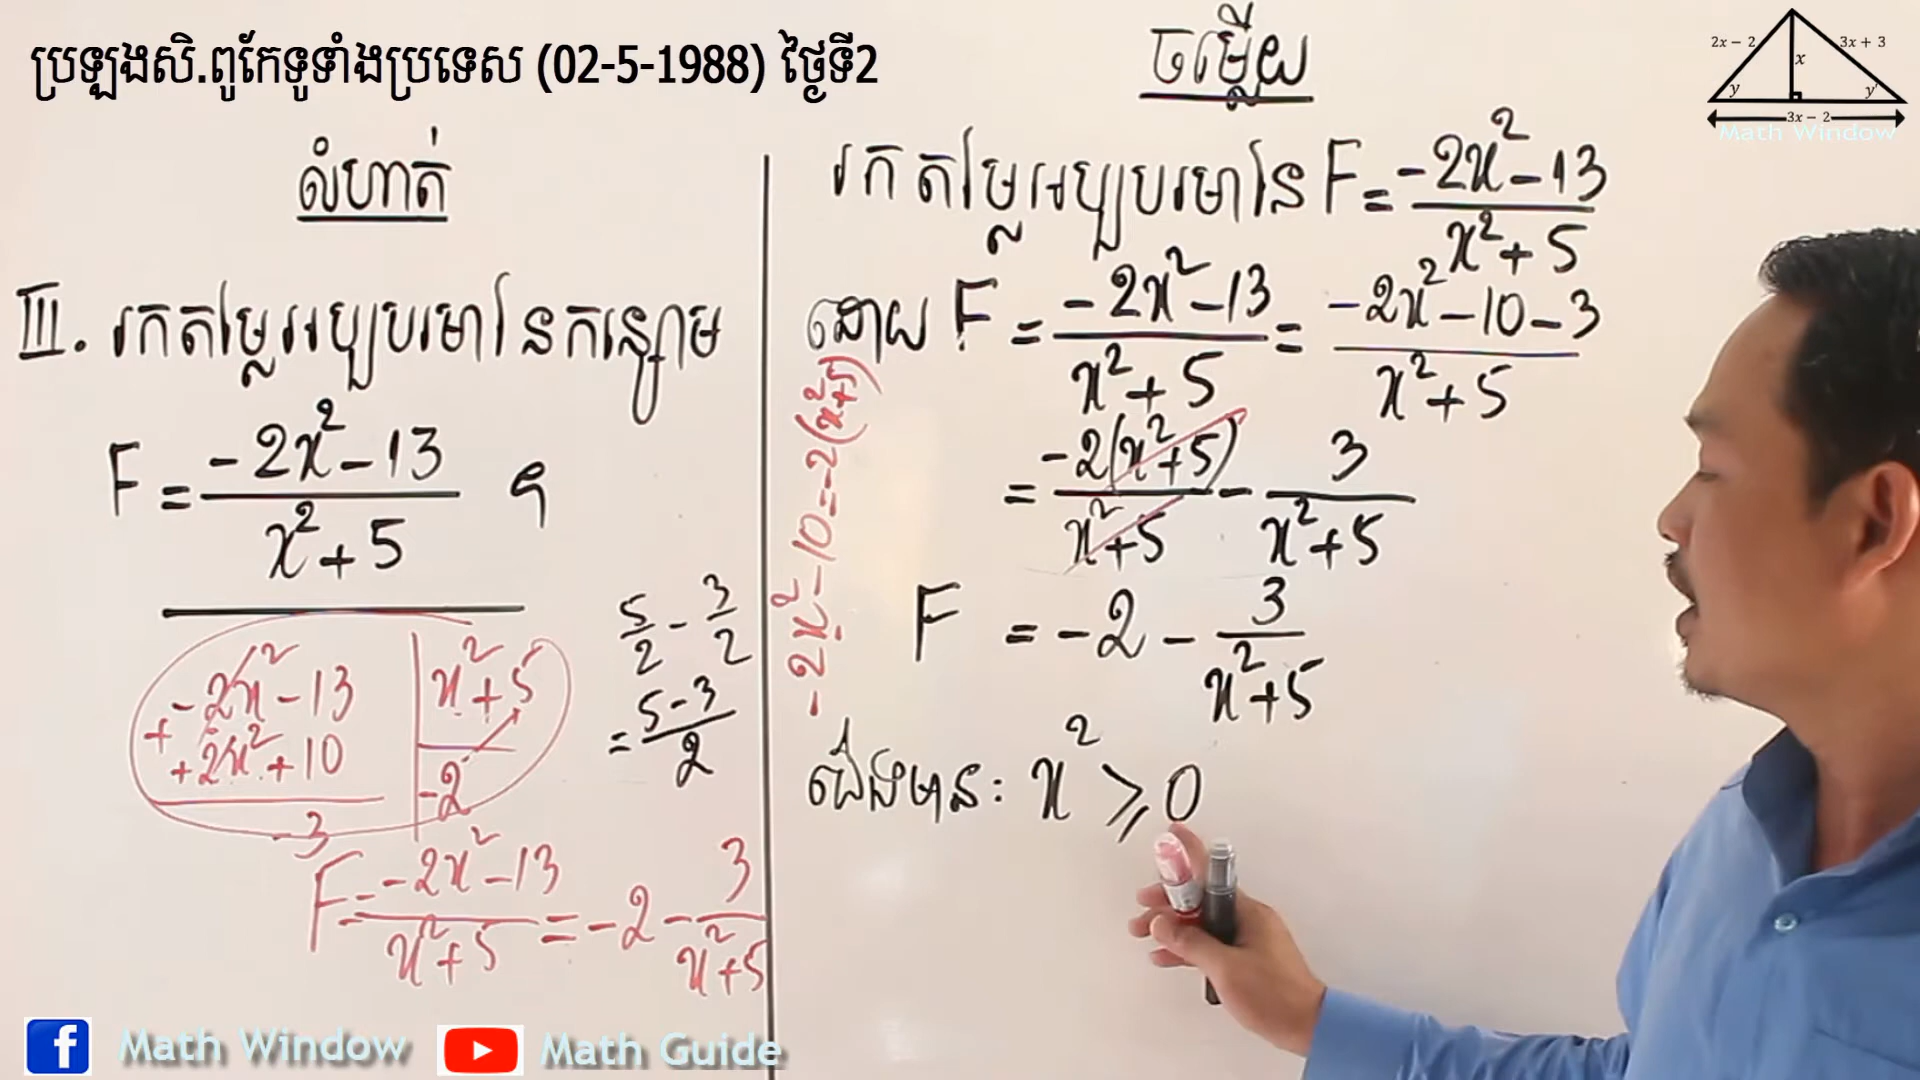 ប្រឡងសិ.ពូកែទូទាំងប្រទេស (02-5-1988) ថ្ងៃទី2
លំហាត់
III. រកតម្លៃអប្បបរមានៃកន្សោម
F = (-2x² - 13)/(x² + 5) ។
-2x² - 13 | x² + 5
+ +2x² + 10 | -2
-3
5/2 - 3/2
= (5 - 3)/2
F = (-2x² - 13)/(x² + 5) = -2 - 3/(x² + 5)
-2x² - 10 = -2(x² + 5)
ចម្លើយ
រកតម្លៃអប្បបរមានៃ F = (-2x² - 13)/(x² + 5)
ដោយ F = (-2x² - 13)/(x² + 5) = (-2x² - 10 - 3)/(x² + 5)
= -2(x² + 5)/(x² + 5) - 3/(x² + 5)
F = -2 - 3/(x² + 5)
យើងមាន: x² ⩾ 0
2x - 2
3x + 3
x
y
y'
3x - 2
Math Window
Math Window
Math Guide